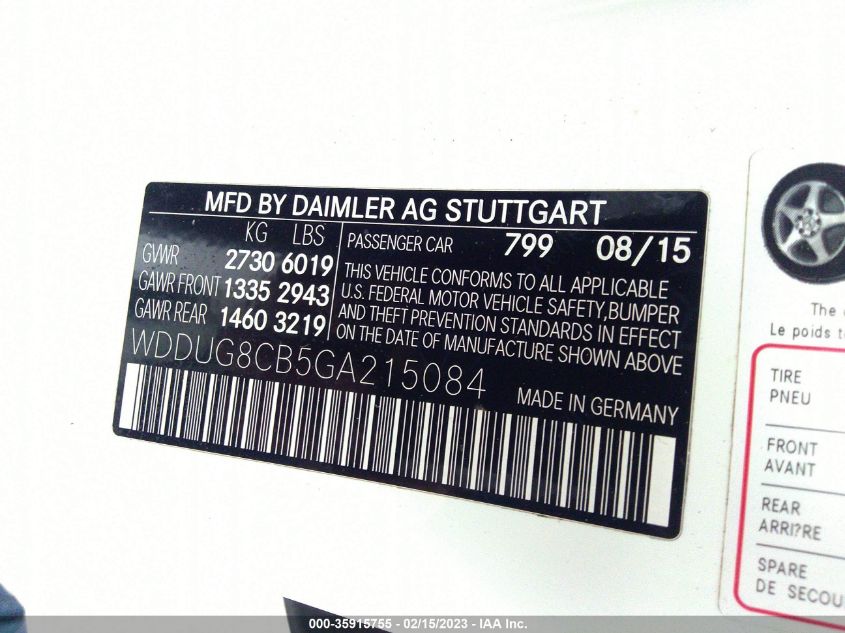 MFD BY DAIMLER AG STUTTGART
KG LBS
GVWR 2730 6019
GAWR FRONT 1335 2943
GAWR REAR 1460 3219
PASSENGER CAR 799 08/15
THIS VEHICLE CONFORMS TO ALL APPLICABLE
U.S. FEDERAL MOTOR VEHICLE SAFETY,BUMPER
AND THEFT PREVENTION STANDARDS IN EFFECT
ON THE DATE OF MANUFACTURE SHOWN ABOVE
WDDUG8CB5GA215084
MADE IN GERMANY
The
Le poids
TIRE
PNEU
FRONT
AVANT
REAR
ARRI?RE
SPARE
DE SECOU
000-35915755 - 02/15/2023 - IAA Inc.